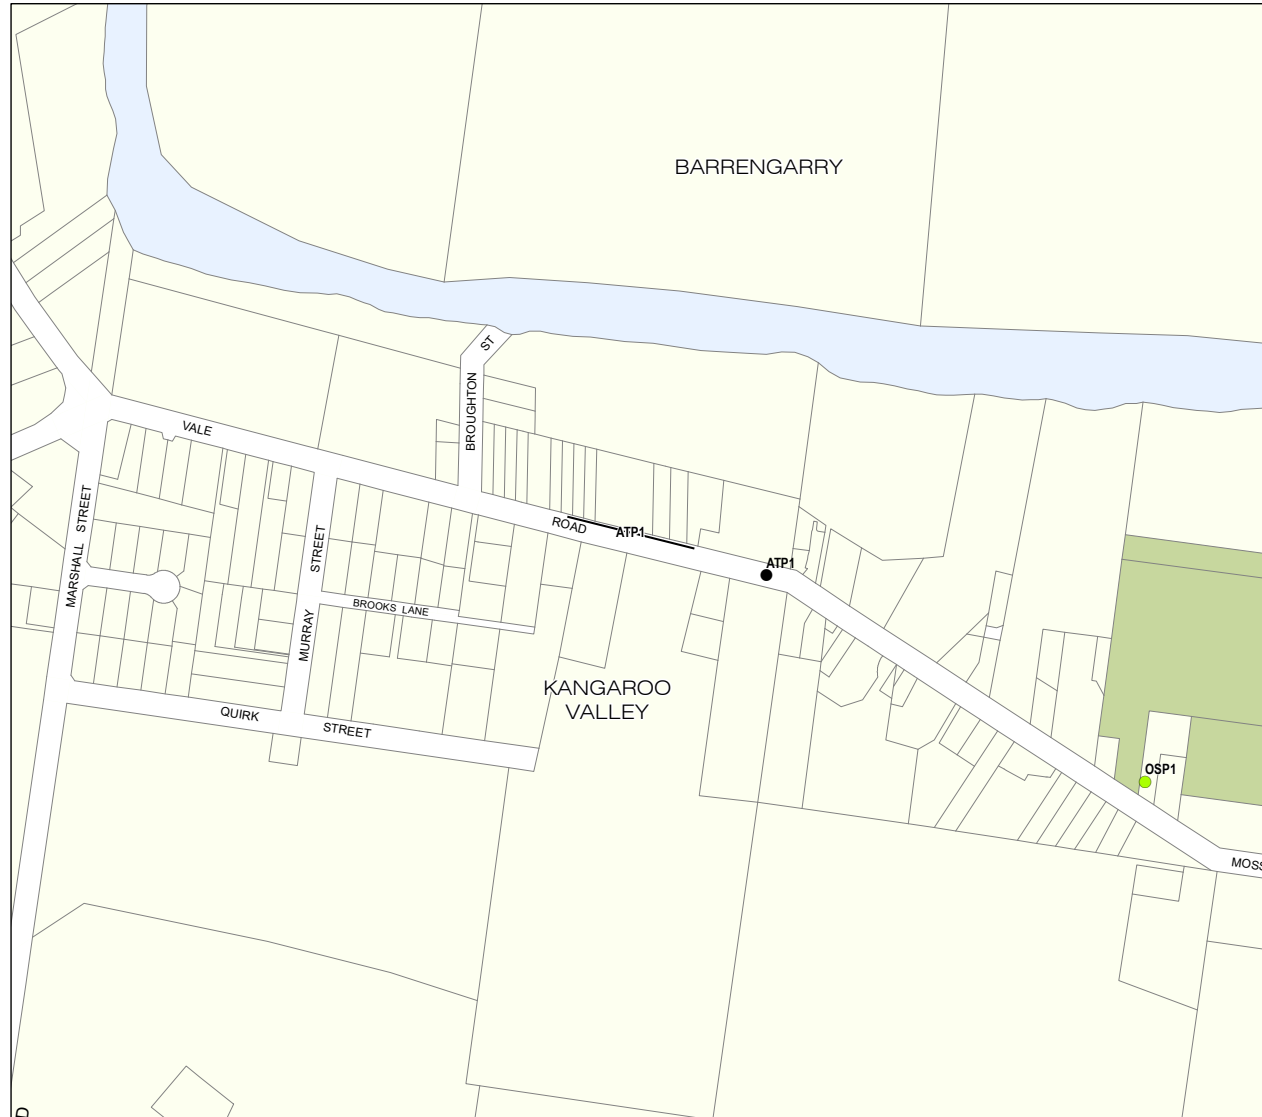 BARRENGARRY
ST
BROUGHTON
VALE
ROAD
ATP1
ATP1
MARSHALL STREET
STREET
MURRAY
BROOKS LANE
KANGAROO
VALLEY
QUIRK
STREET
OSP1
MOSS
D